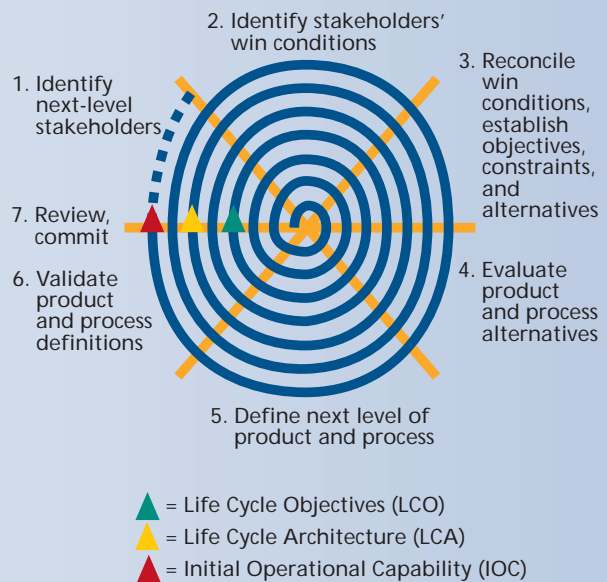 2. Identify stakeholders’
win conditions
1. Identify
next-level
stakeholders
3. Reconcile
win
conditions,
establish
objectives,
constraints,
and
alternatives
7. Review,
commit
6. Validate
product
and process
definitions
4. Evaluate
product
and process
alternatives
5. Define next level of
product and process
= Life Cycle Objectives (LCO)
= Life Cycle Architecture (LCA)
= Initial Operational Capability (IOC)